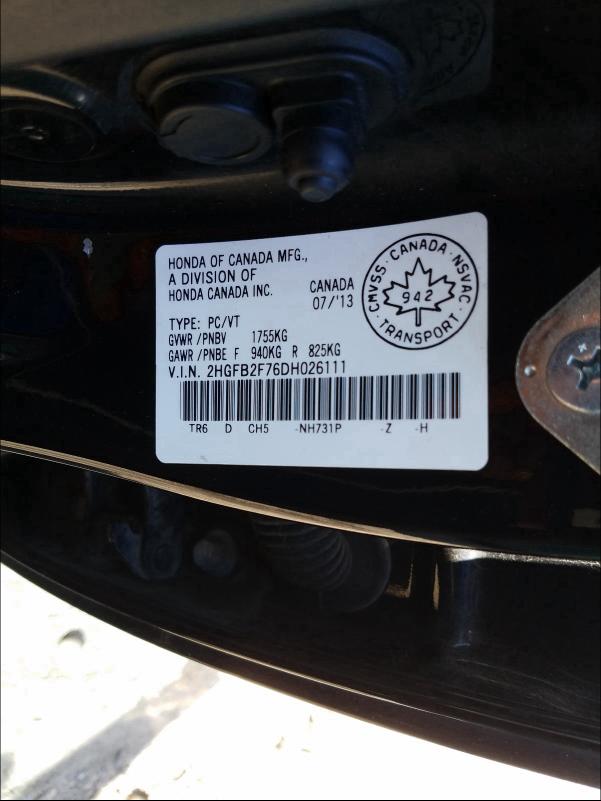 HONDA OF CANADA MFG.,
A DIVISION OF
HONDA CANADA INC.
CANADA
07/'13
TYPE: PC/VT
GVWR/PNBV 1755KG
GAWR/PNBE F 940KG R 825KG
V.I.N. 2HGFB2F76DH026111
TR6 D CH5 -NH731P -Z -H
CMVSS · CANADA · NSVAC
942
TRANSPORT